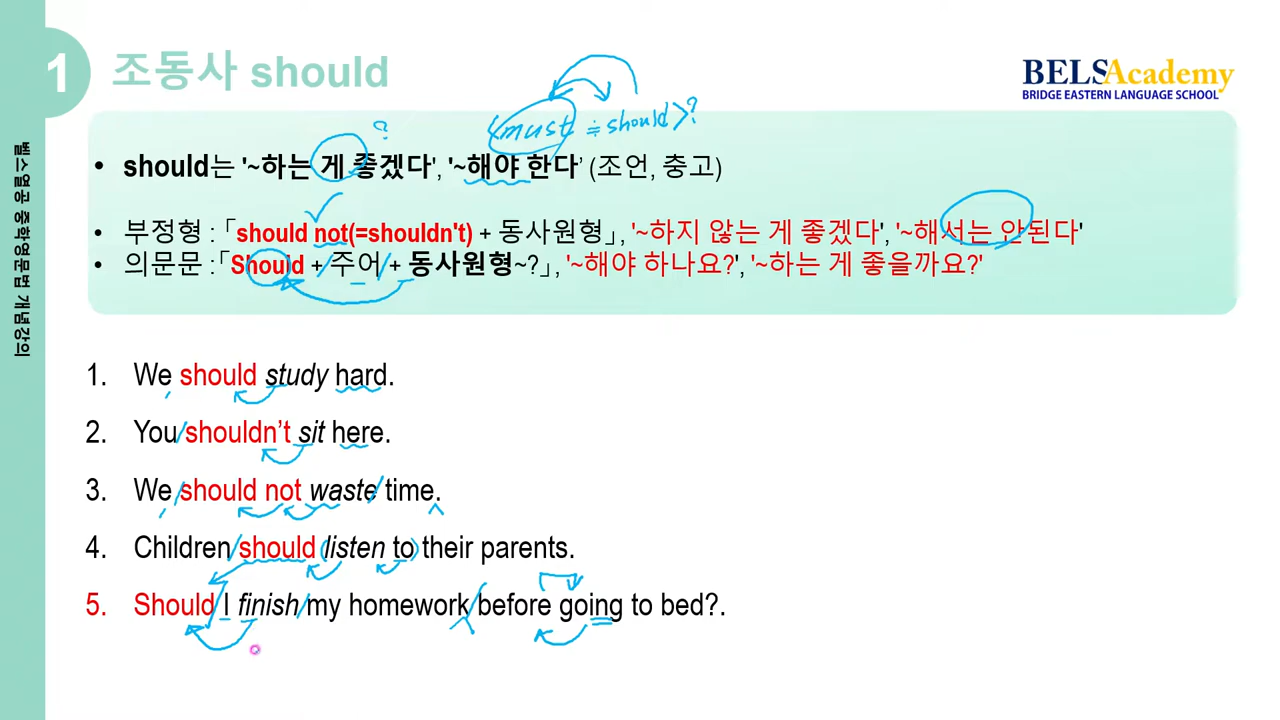 1 조동사 should
BELSAcademy
BRIDGE EASTERN LANGUAGE SCHOOL
벨스열공 중학영문법 개념강의
?
<must ≒ should>?
• should는 '~하는 게 좋겠다', '~해야 한다' (조언, 충고)
• 부정형 : 「should not(=shouldn't) + 동사원형」, '~하지 않는 게 좋겠다', '~해서는 안된다'
• 의문문 :「Should + 주어 + 동사원형~?」, '~해야 하나요?', '~하는 게 좋을까요?'
1. We should study hard.
2. You shouldn't sit here.
3. We should not waste time.
4. Children should listen to their parents.
5. Should I finish my homework before going to bed?.